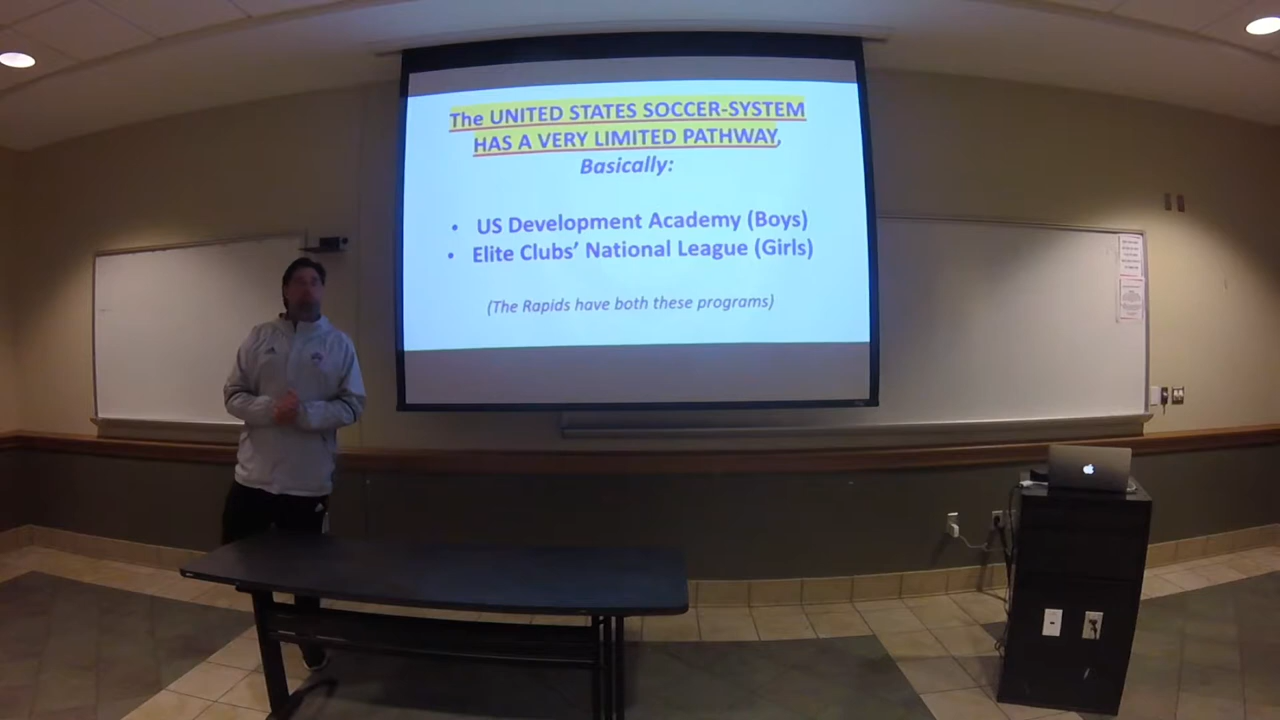 The UNITED STATES SOCCER-SYSTEM
HAS A VERY LIMITED PATHWAY,
Basically:
• US Development Academy (Boys)
• Elite Clubs' National League (Girls)
(The Rapids have both these programs)